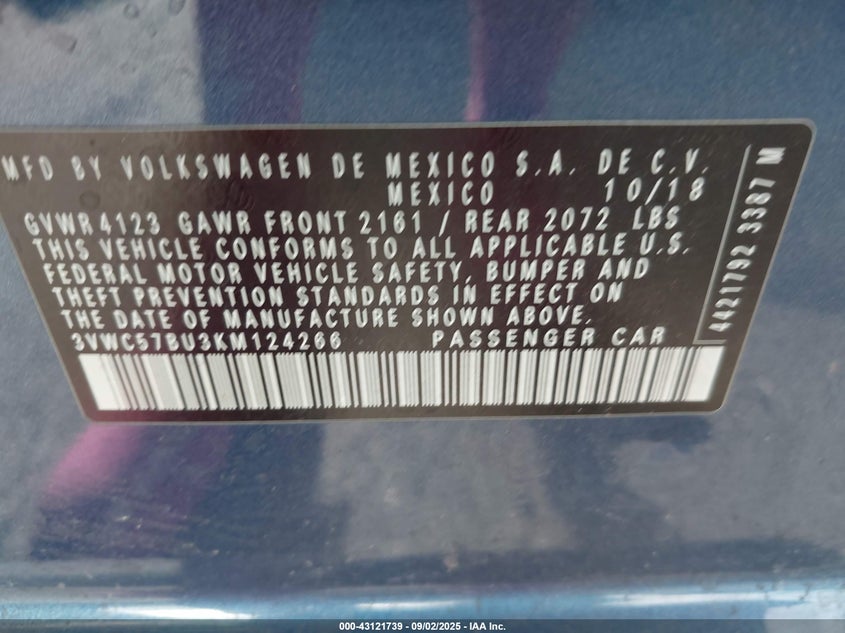 MFD BY VOLKSWAGEN DE MEXICO S.A. DE C.V.
MEXICO 10/18
GVWR 4123 GAWR FRONT 2161 / REAR 2072 LBS
THIS VEHICLE CONFORMS TO ALL APPLICABLE U.S.
FEDERAL MOTOR VEHICLE SAFETY, BUMPER AND
THEFT PREVENTION STANDARDS IN EFFECT ON
THE DATE OF MANUFACTURE SHOWN ABOVE.
3VWC57BU3KM124266 PASSENGER CAR
4421792 3387 M
000-43121739 - 09/02/2025 - IAA Inc.